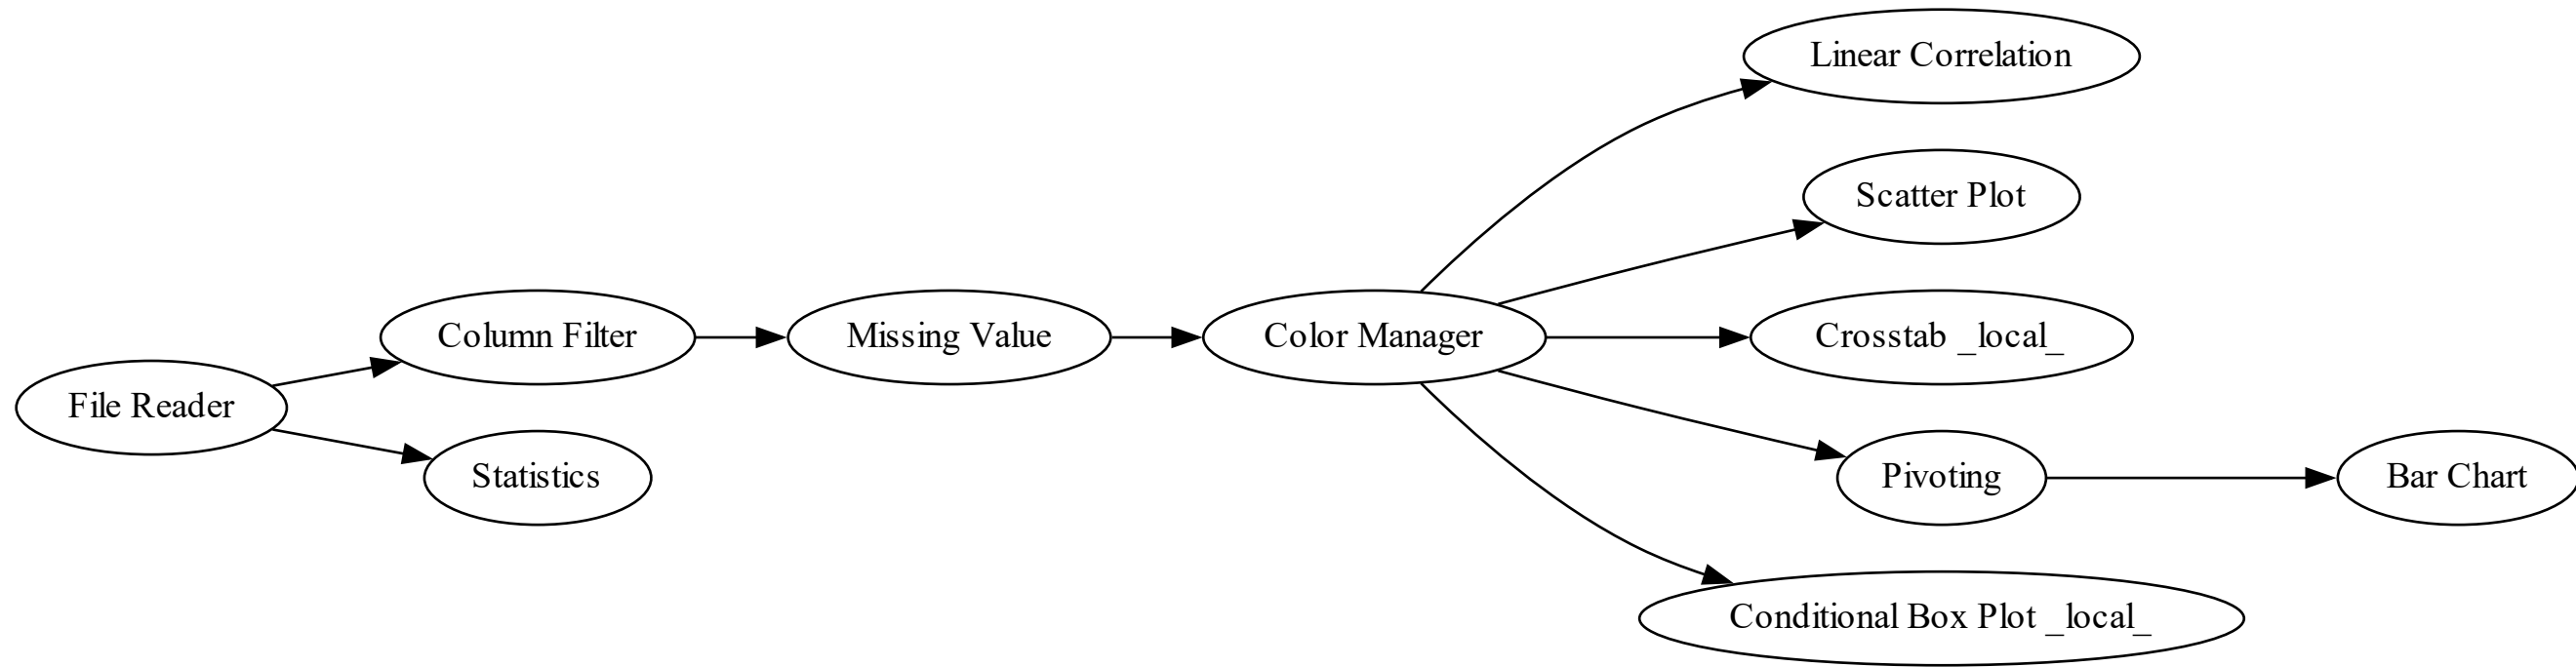 File Reader
Column Filter
Statistics
Missing Value
Color Manager
Linear Correlation
Scatter Plot
Crosstab _local_
Pivoting
Conditional Box Plot _local_
Bar Chart